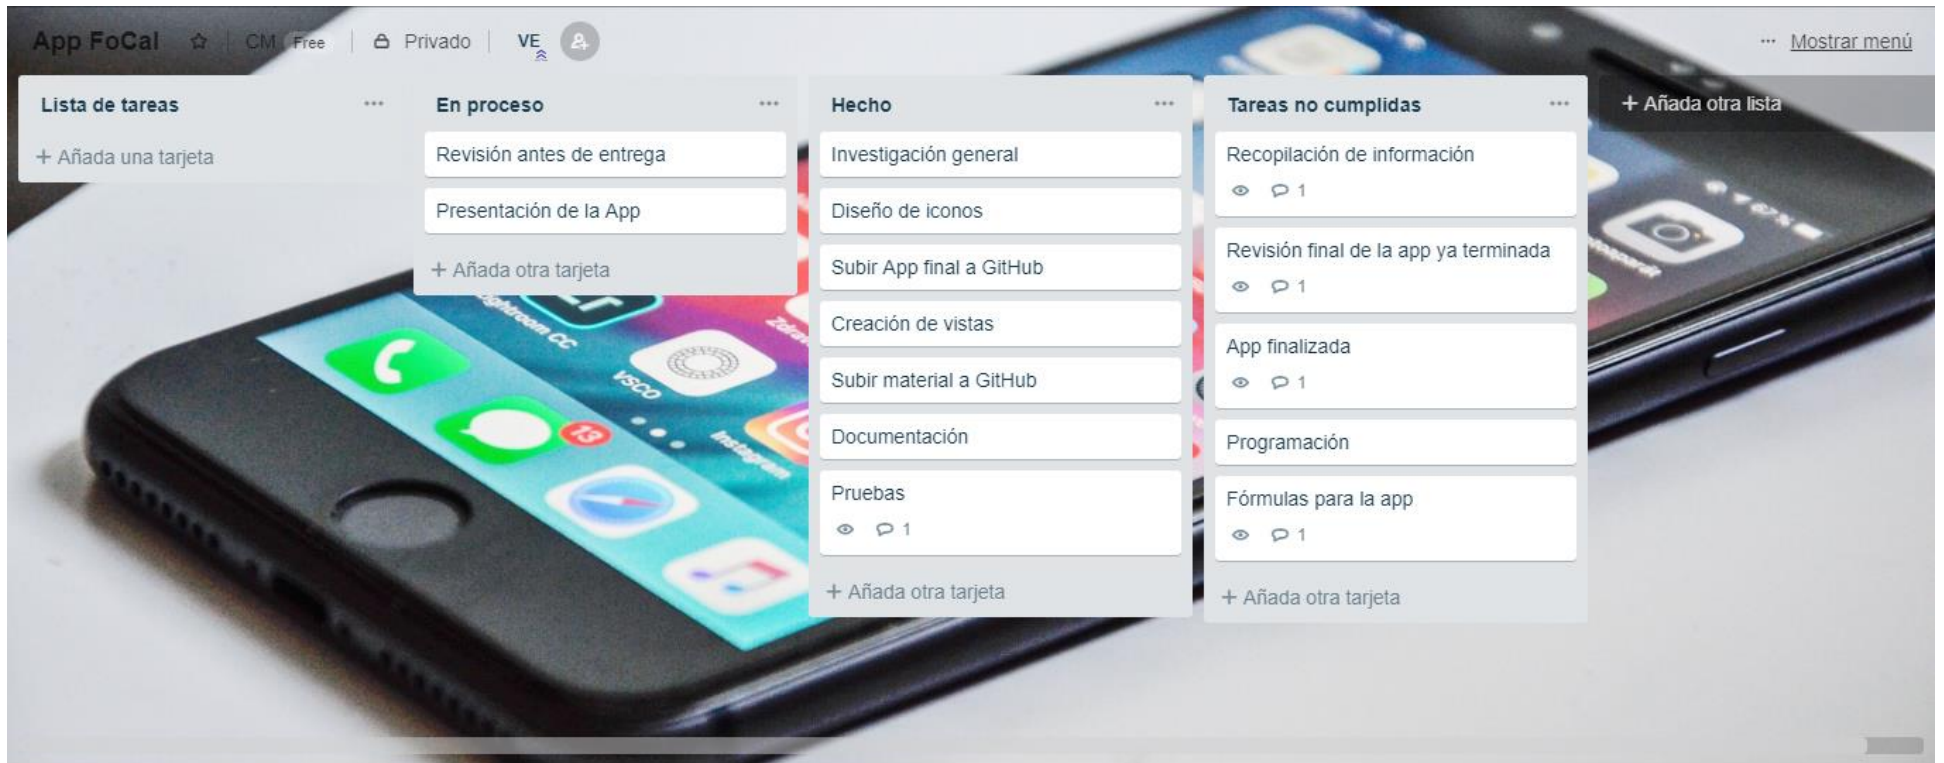 App FoCal
CM Free
Privado
VE
Mostrar menú
Lista de tareas
+ Añada una tarjeta
En proceso
Revisión antes de entrega
Presentación de la App
+ Añada otra tarjeta
Hecho
Investigación general
Diseño de iconos
Subir App final a GitHub
Creación de vistas
Subir material a GitHub
Documentación
Pruebas
1
+ Añada otra tarjeta
Tareas no cumplidas
Recopilación de información
1
Revisión final de la app ya terminada
1
App finalizada
1
Programación
Fórmulas para la app
1
+ Añada otra tarjeta
+ Añada otra lista
67%
Lightroom CC
VSCO
Instagram
13